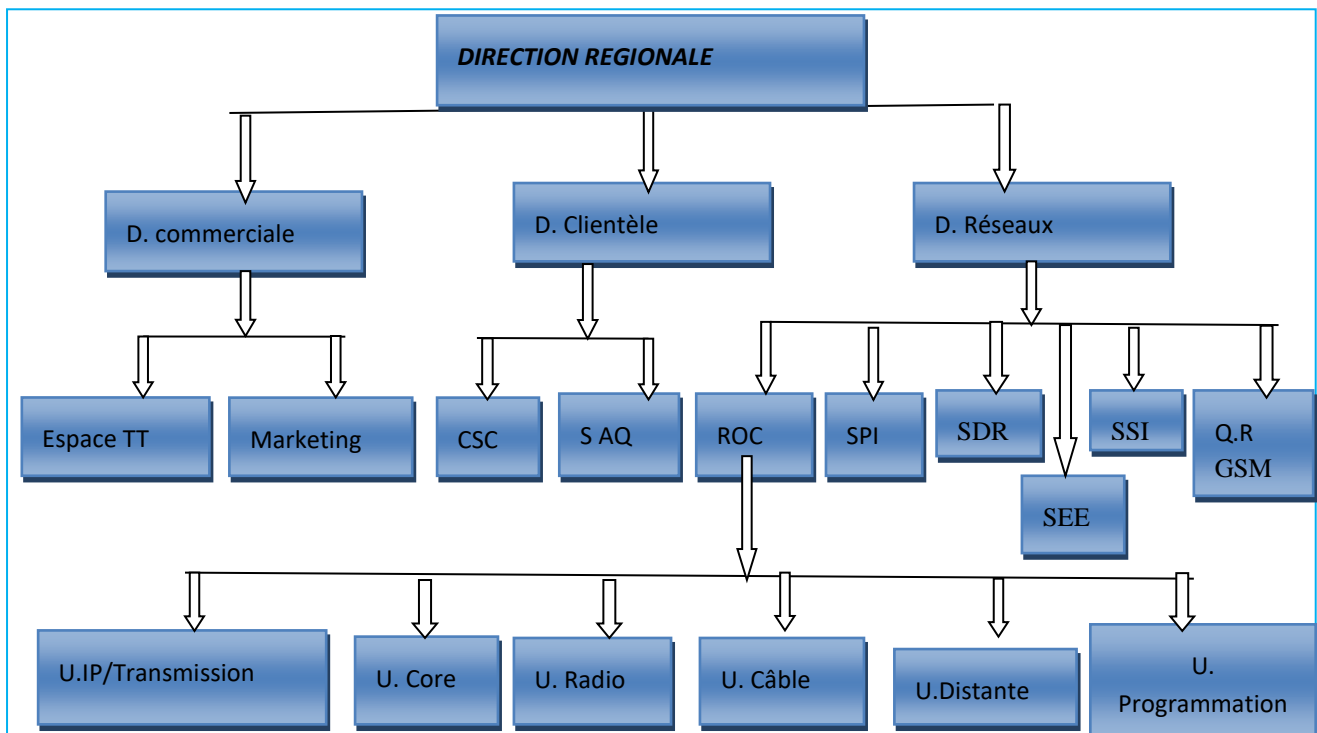 DIRECTION REGIONALE
D. commerciale
D. Clientèle
D. Réseaux
Espace TT
Marketing
CSC
S AQ
ROC
SPI
SDR
SEE
SSI
Q.R
GSM
U.IP/Transmission
U. Core
U. Radio
U. Câble
U.Distante
U.
Programmation